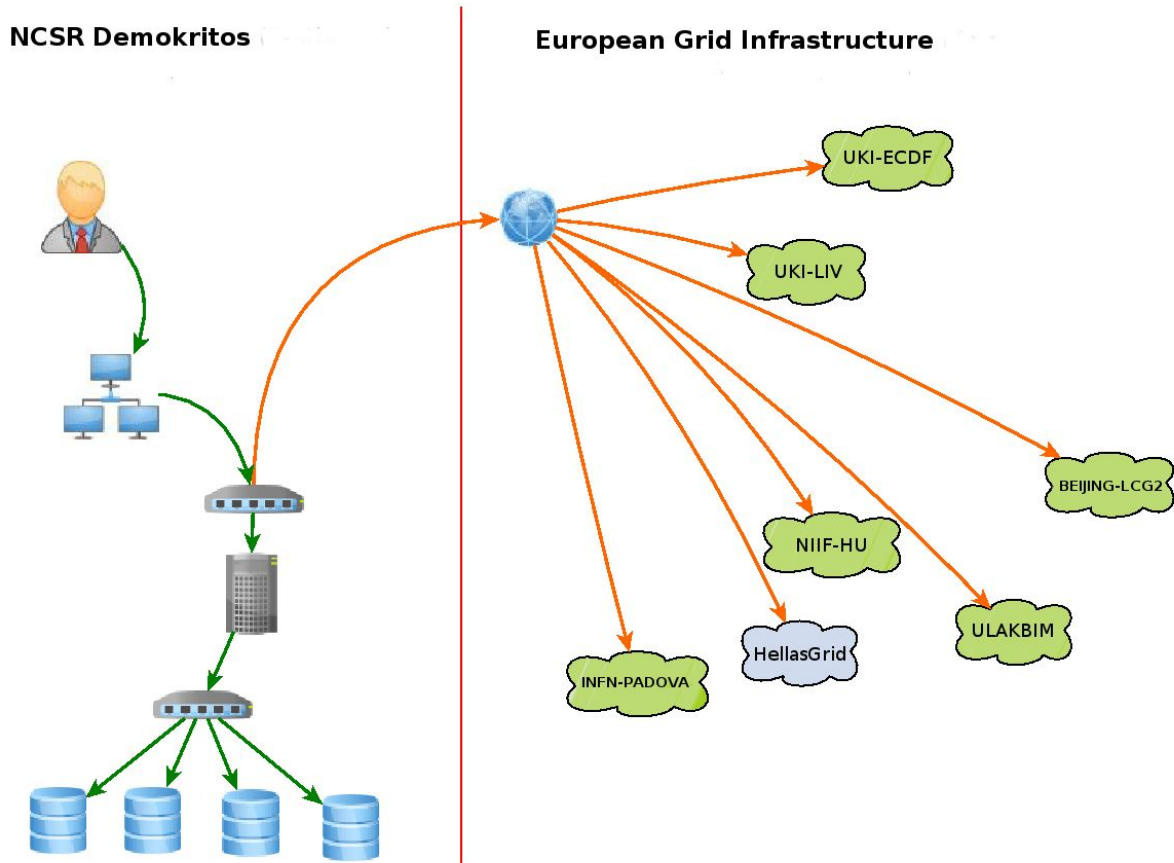 NCSR Demokritos
European Grid Infrastructure
UKI-ECDF
UKI-LIV
BEIJING-LCG2
NIIF-HU
ULAKBIM
HellasGrid
INFN-PADOVA